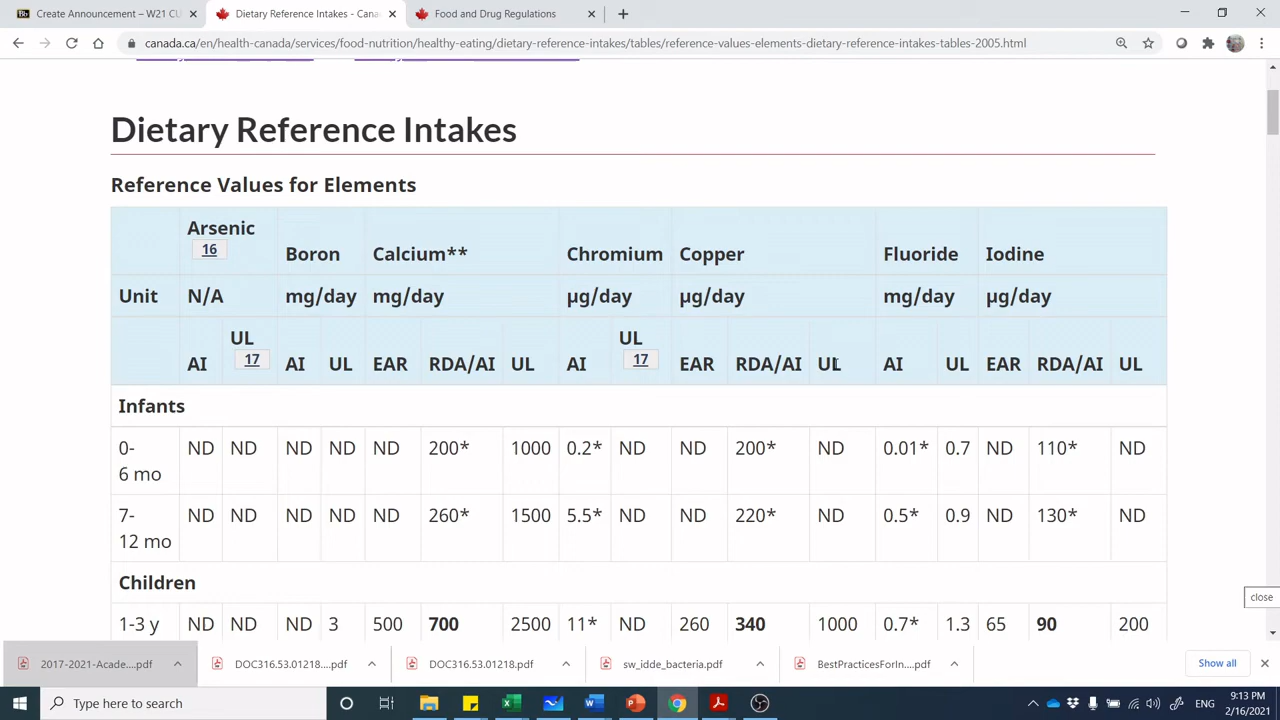 Create Announcement – W21 CU
Dietary Reference Intakes - Cana
Food and Drug Regulations
canada.ca/en/health-canada/services/food-nutrition/healthy-eating/dietary-reference-intakes/tables/reference-values-elements-dietary-reference-intakes-tables-2005.html
Dietary Reference Intakes
Reference Values for Elements
Arsenic 16 Boron Calcium** Chromium Copper Fluoride Iodine
Unit N/A mg/day mg/day µg/day µg/day mg/day µg/day
AI UL 17 AI UL EAR RDA/AI UL AI UL 17 EAR RDA/AI UL AI UL EAR RDA/AI UL
Infants
0-6 mo ND ND ND ND ND 200* 1000 0.2* ND ND 200* ND 0.01* 0.7 ND 110* ND
7-12 mo ND ND ND ND ND 260* 1500 5.5* ND ND 220* ND 0.5* 0.9 ND 130* ND
Children
1-3 y ND ND ND 3 500 700 2500 11* ND 260 340 1000 0.7* 1.3 65 90 200
close
2017-2021-Acade....pdf
DOC316.53.01218.pdf
DOC316.53.01218.pdf
sw_idde_bacteria.pdf
BestPracticesForIn....pdf
Show all
Type here to search
ENG
9:13 PM
2/16/2021